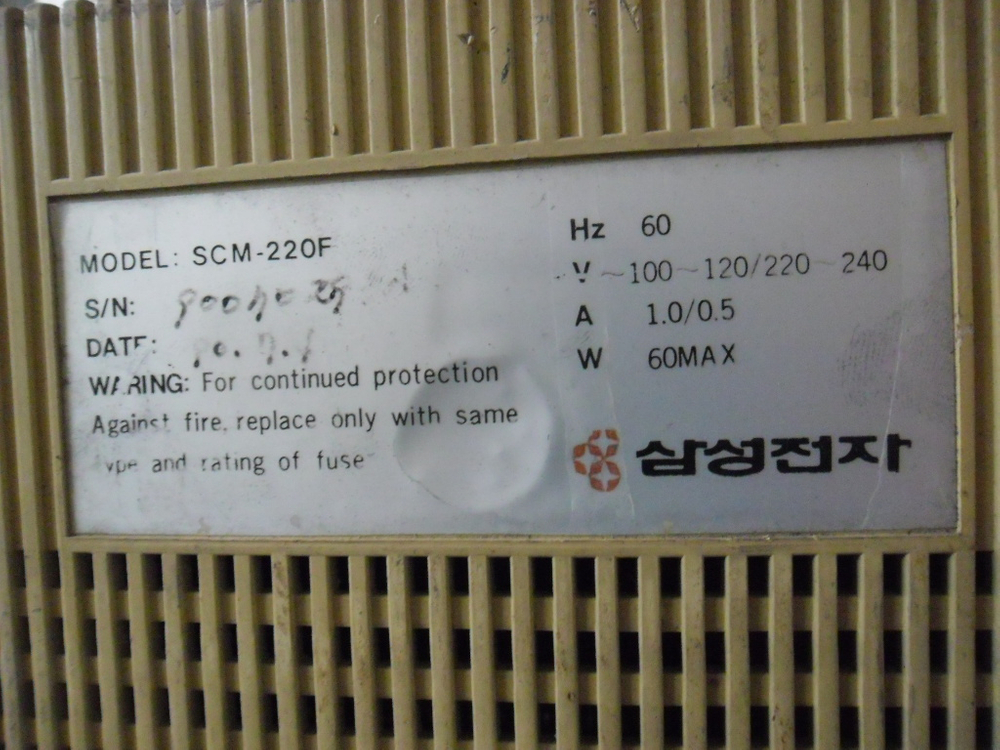 MODEL: SCM-220F
S/N:
DATE:
WARING: For continued protection
Against fire. replace only with same
and rating of fuse
Hz 60
V ~100~120/220~240
A 1.0/0.5
W 60MAX
삼성전자